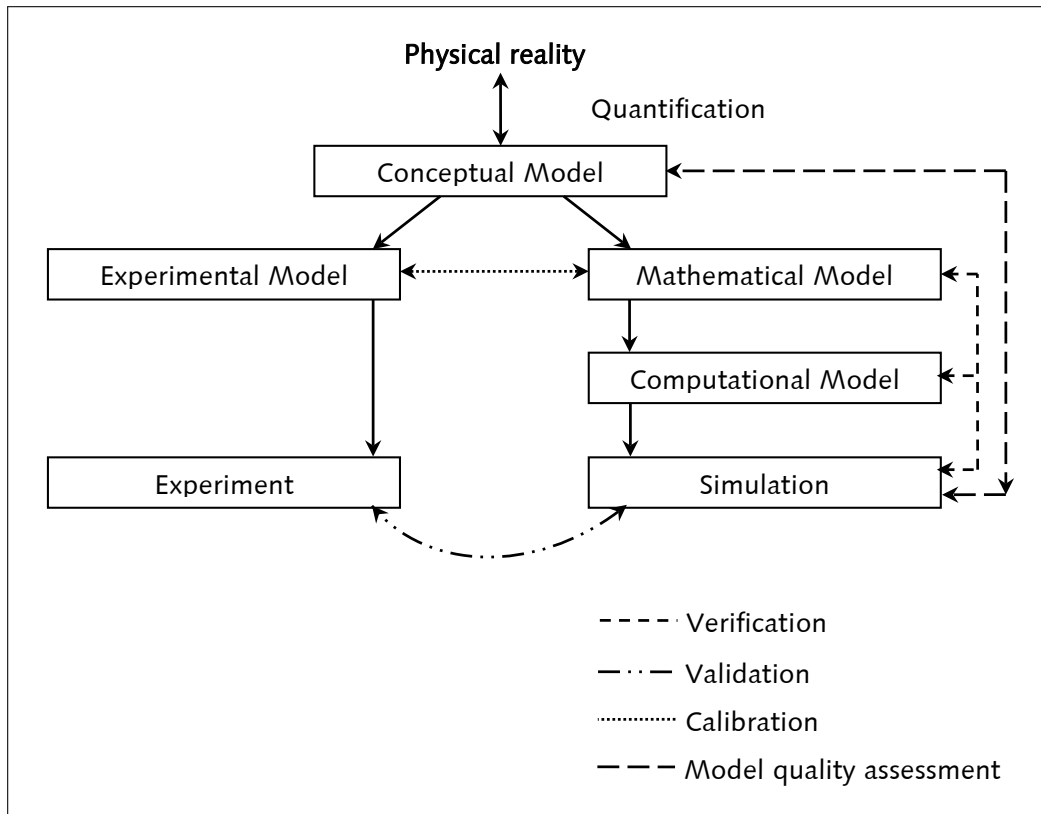 Physical reality
Quantification
Conceptual Model
Experimental Model
Mathematical Model
Computational Model
Experiment
Simulation
Verification
Validation
Calibration
Model quality assessment